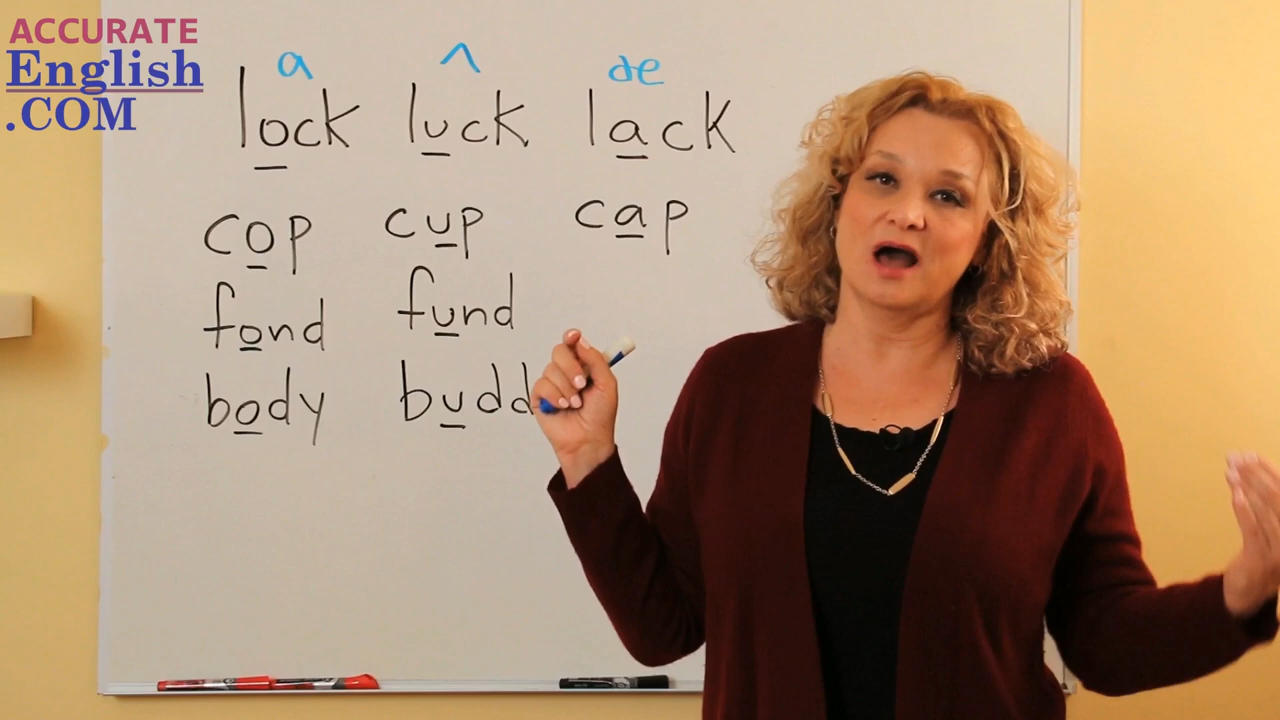 ACCURATE
English
.COM
a ʌ æ
lock luck lack
cop cup cap
fond fund
body budd